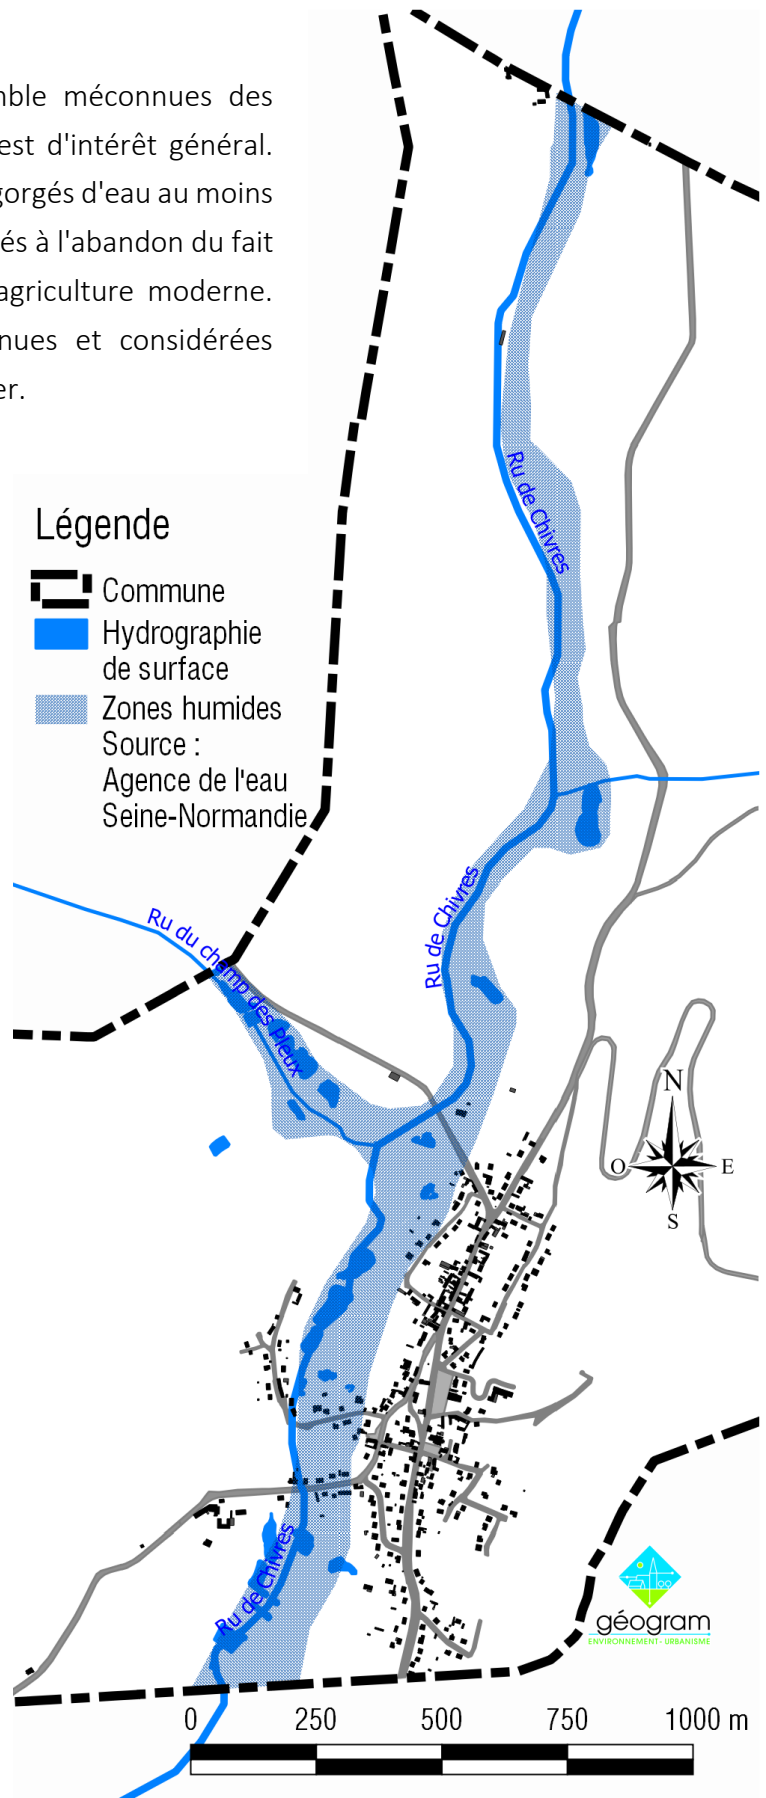 nble méconnues des
est d'intérêt général.
gorgés d'eau au moins
és à l'abandon du fait
agriculture moderne.
nues et considérées
er.
Ru de Chivres
Légende
Commune
Hydrographie
de surface
Zones humides
Source :
Agence de l'eau
Seine-Normandie
Ru de Chivres
Ru du champ des Pleux
N
O
E
S
Ru de Chivres
géogram
ENVIRONNEMENT- URBANISME
0 250 500 750 1000 m